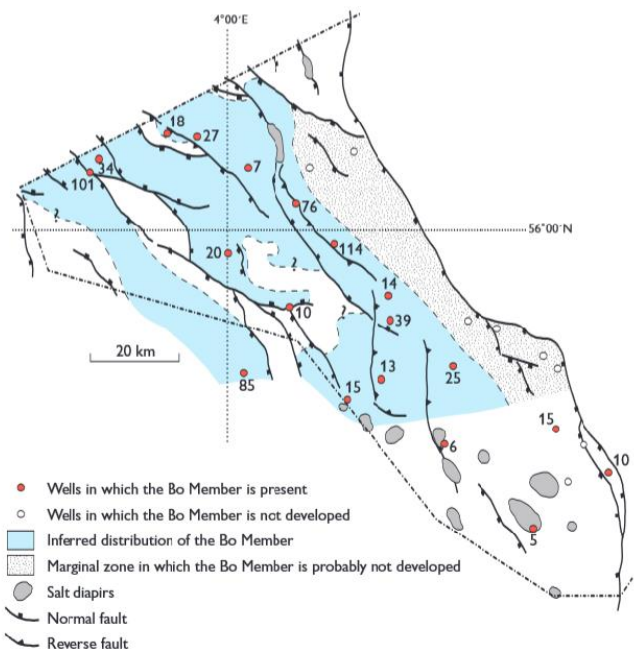 4°00'E
18
27
34
7
101
76
?
56°00'N
114
20
?
14
10
?
39
20 km
13
25
85
15
15
6
10
5
Wells in which the Bo Member is present
Wells in which the Bo Member is not developed
Inferred distribution of the Bo Member
Marginal zone in which the Bo Member is probably not developed
Salt diapirs
Normal fault
Reverse fault